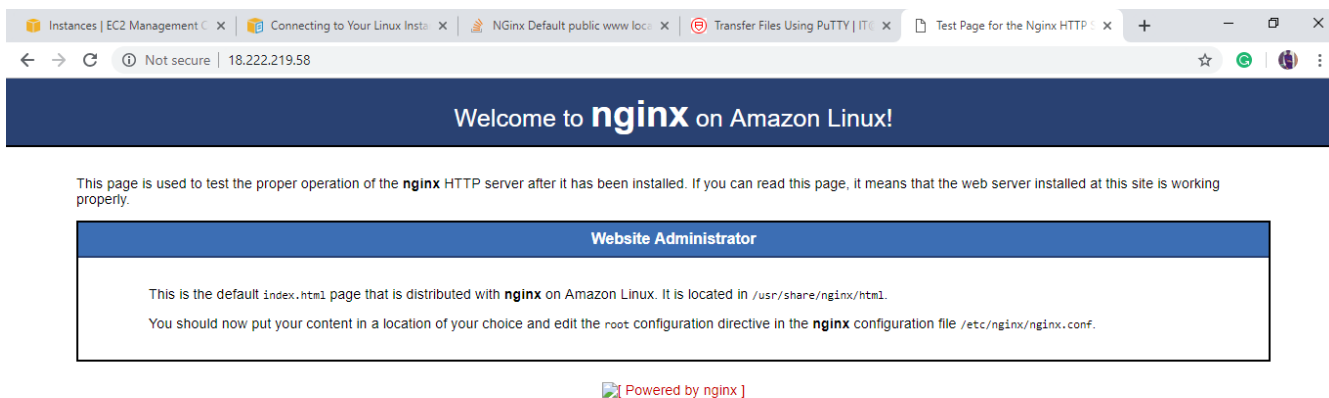 Instances | EC2 Management C
Connecting to Your Linux Insta
NGinx Default public www loca
Transfer Files Using PuTTY | IT
Test Page for the Nginx HTTP S
Not secure | 18.222.219.58
Welcome to nginx on Amazon Linux!
This page is used to test the proper operation of the nginx HTTP server after it has been installed. If you can read this page, it means that the web server installed at this site is working
properly.
Website Administrator
This is the default index.html page that is distributed with nginx on Amazon Linux. It is located in /usr/share/nginx/html.
You should now put your content in a location of your choice and edit the root configuration directive in the nginx configuration file /etc/nginx/nginx.conf.
[ Powered by nginx ]